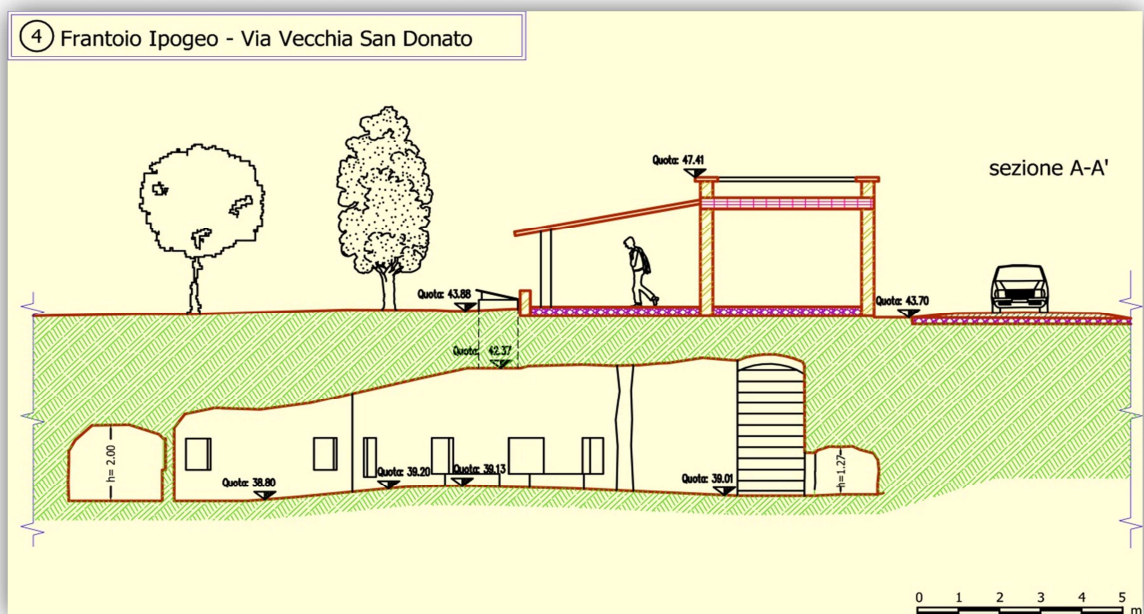 4 Frantoio Ipogeo - Via Vecchia San Donato
sezione A-A'
Quota: 47.41
Quota: 43.88
Quota: 43.70
Quota: 42.37
h= 2.00
Quota: 38.80
Quota: 39.20
Quota: 39.13
Quota: 39.01
h=1.27
0 1 2 3 4 5
m